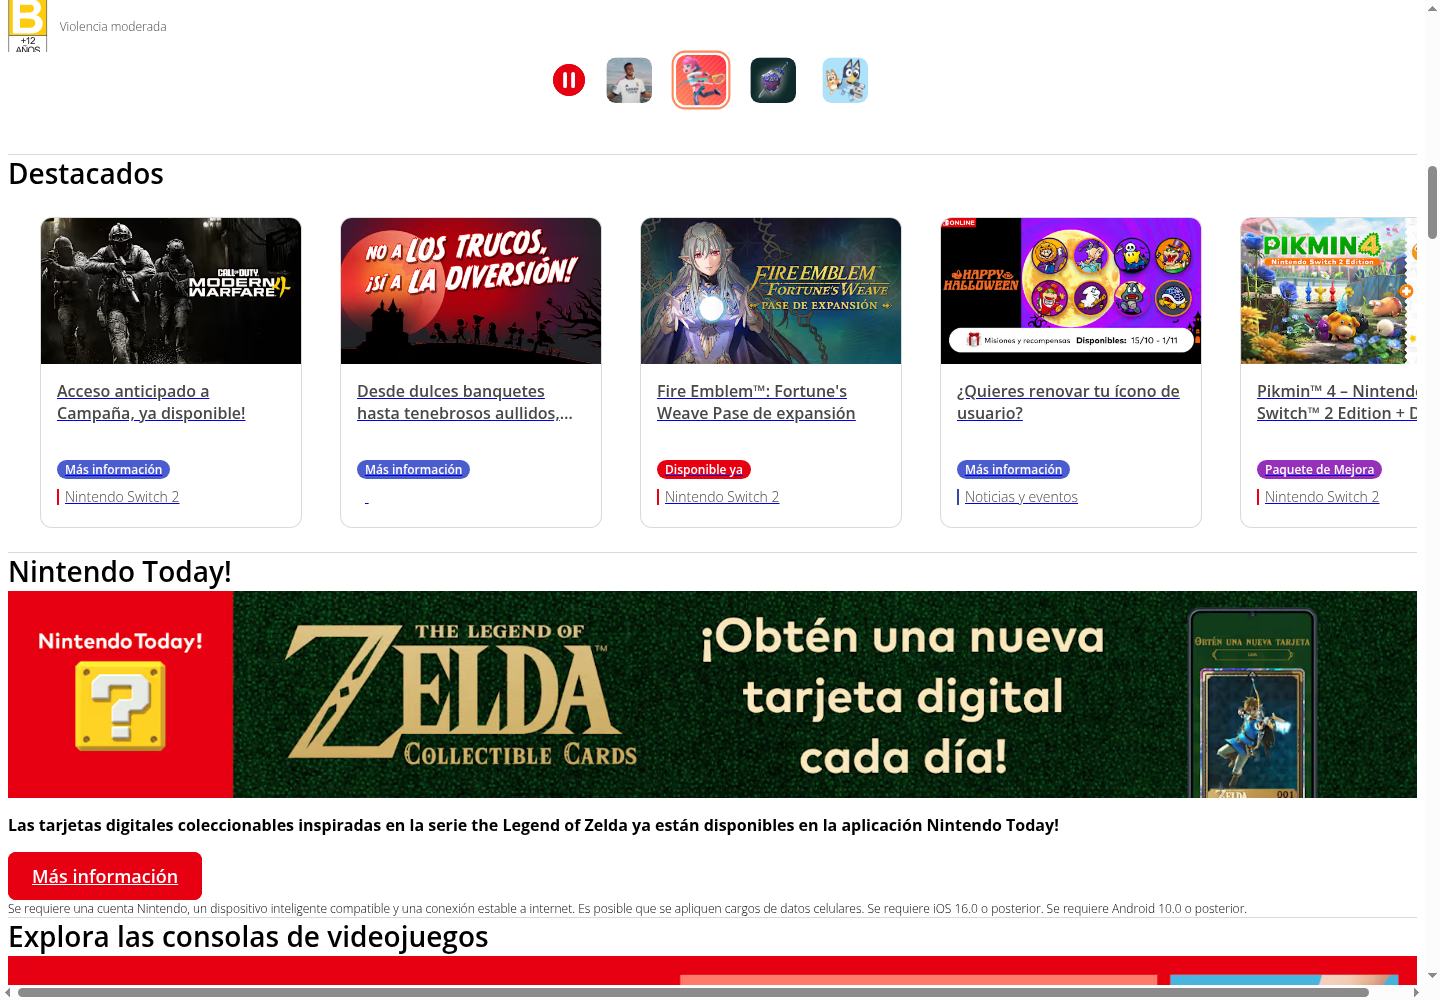 B
+12
AÑOS
Violencia moderada
Destacados
CALL OF DUTY
MODERN
WARFARE
Acceso anticipado a
Campaña, ya disponible!
Más información
Nintendo Switch 2
NO A LOS TRUCOS,
¡SÍ A LA DIVERSIÓN!
Desde dulces banquetes
hasta tenebrosos aullidos,...
Más información
FIRE EMBLEM
FORTUNE'S WEAVE
PASE DE EXPANSIÓN
Fire Emblem™: Fortune's
Weave Pase de expansión
Disponible ya
Nintendo Switch 2
ONLINE
HAPPY
HALLOWEEN
Misiones y recompensas Disponibles: 15/10 - 1/11
¿Quieres renovar tu ícono de
usuario?
Más información
Noticias y eventos
PIKMIN 4
Nintendo Switch 2 Edition
Pikmin™ 4 – Nintendo
Switch™ 2 Edition + D
Paquete de Mejora
Nintendo Switch 2
Nintendo Today!
Nintendo Today!
THE LEGEND OF
ZELDA™
COLLECTIBLE CARDS
¡Obtén una nueva
tarjeta digital
cada día!
OBTÉN UNA NUEVA TARJETA
ZELDA 001
Las tarjetas digitales coleccionables inspiradas en la serie the Legend of Zelda ya están disponibles en la aplicación Nintendo Today!
Más información
Se requiere una cuenta Nintendo, un dispositivo inteligente compatible y una conexión estable a internet. Es posible que se apliquen cargos de datos celulares. Se requiere iOS 16.0 o posterior. Se requiere Android 10.0 o posterior.
Explora las consolas de videojuegos